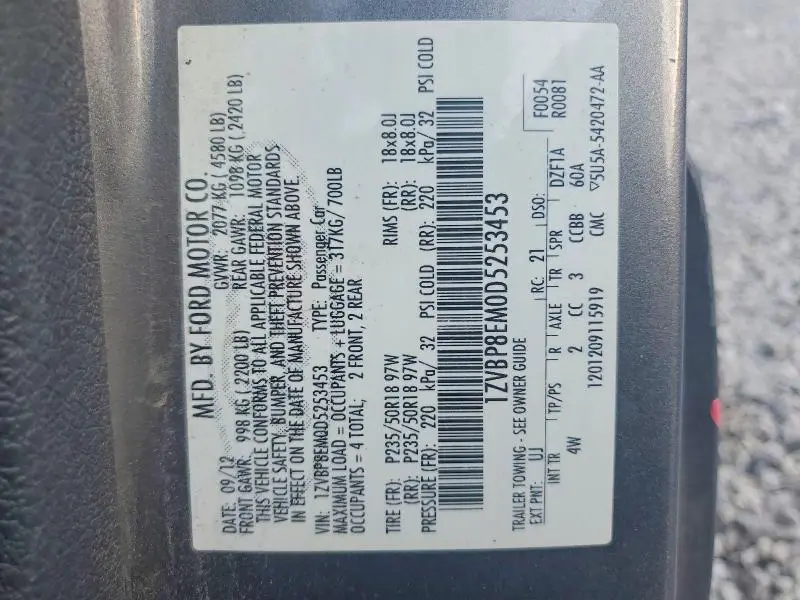 MFD. BY FORD MOTOR CO.
DATE: 09/12 GVWR: 2077 KG ( 4580 LB)
FRONT GAWR: 998 KG ( 2200 LB) REAR GAWR: 1098 KG ( 2420 LB)
THIS VEHICLE CONFORMS TO ALL APPLICABLE FEDERAL MOTOR
VEHICLE SAFETY, BUMPER, AND THEFT PREVENTION STANDARDS
IN EFFECT ON THE DATE OF MANUFACTURE SHOWN ABOVE.
VIN: 1ZVBP8EM0D5253453 TYPE: Passenger Car
MAXIMUM LOAD = OCCUPANTS + LUGGAGE = 317KG/ 700LB
OCCUPANTS = 4 TOTAL; 2 FRONT, 2 REAR
TIRE (FR): P235/50R18 97W RIMS (FR): 18x8.0J
(RR): P235/50R18 97W (RR): 18x8.0J
PRESSURE (FR): 220 kPa/ 32 PSI COLD (RR): 220 kPa/ 32 PSI COLD
1ZVBP8EM0D5253453
TRAILER TOWING - SEE OWNER GUIDE
EXT PNT: UJ RC: 21 DSO: F0054
R0081
INT TR TP/PS R AXLE TR SPR DZF1A
4W 2 CC 3 CCBB 60A
1201209115919 CMC ▽5U5A-5420472-AA